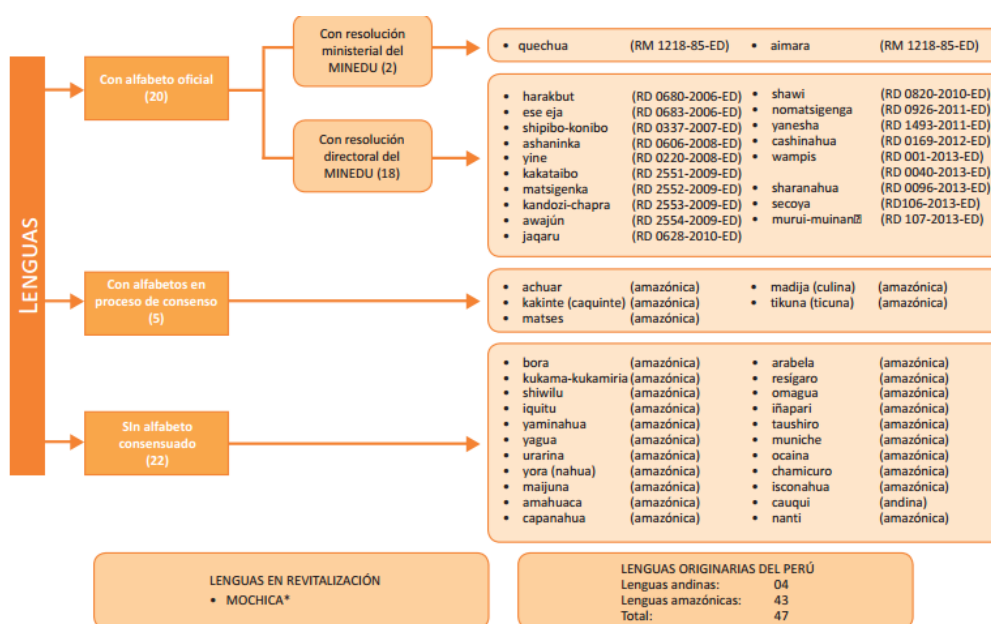 LENGUAS
Con alfabeto oficial
(20)
Con resolución
ministerial del
MINEDU (2)
• quechua (RM 1218-85-ED) • aimara (RM 1218-85-ED)
Con resolución
directoral del
MINEDU (18)
• harakbut (RD 0680-2006-ED)
• ese eja (RD 0683-2006-ED)
• shipibo-konibo (RD 0337-2007-ED)
• ashaninka (RD 0606-2008-ED)
• yine (RD 0220-2008-ED)
• kakataibo (RD 2551-2009-ED)
• matsigenka (RD 2552-2009-ED)
• kandozi-chapra (RD 2553-2009-ED)
• awajún (RD 2554-2009-ED)
• jaqaru (RD 0628-2010-ED)
• shawi (RD 0820-2010-ED)
• nomatsigenga (RD 0926-2011-ED)
• yanesha (RD 1493-2011-ED)
• cashinahua (RD 0169-2012-ED)
• wampis (RD 001-2013-ED)
(RD 0040-2013-ED)
• sharanahua (RD 0096-2013-ED)
• secoya (RD106-2013-ED)
• murui-muinan⍰ (RD 107-2013-ED)
Con alfabetos en
proceso de consenso
(5)
• achuar (amazónica)
• kakinte (caquinte) (amazónica)
• matses (amazónica)
• madija (culina) (amazónica)
• tikuna (ticuna) (amazónica)
SIn alfabeto
consensuado
(22)
• bora (amazónica)
• kukama-kukamiria (amazónica)
• shiwilu (amazónica)
• iquitu (amazónica)
• yaminahua (amazónica)
• yagua (amazónica)
• urarina (amazónica)
• yora (nahua) (amazónica)
• maijuna (amazónica)
• amahuaca (amazónica)
• capanahua (amazónica)
• arabela (amazónica)
• resígaro (amazónica)
• omagua (amazónica)
• iñapari (amazónica)
• taushiro (amazónica)
• muniche (amazónica)
• ocaina (amazónica)
• chamicuro (amazónica)
• isconahua (amazónica)
• cauqui (andina)
• nanti (amazónica)
LENGUAS EN REVITALIZACIÓN
• MOCHICA*
LENGUAS ORIGINARIAS DEL PERÚ
Lenguas andinas: 04
Lenguas amazónicas: 43
Total: 47